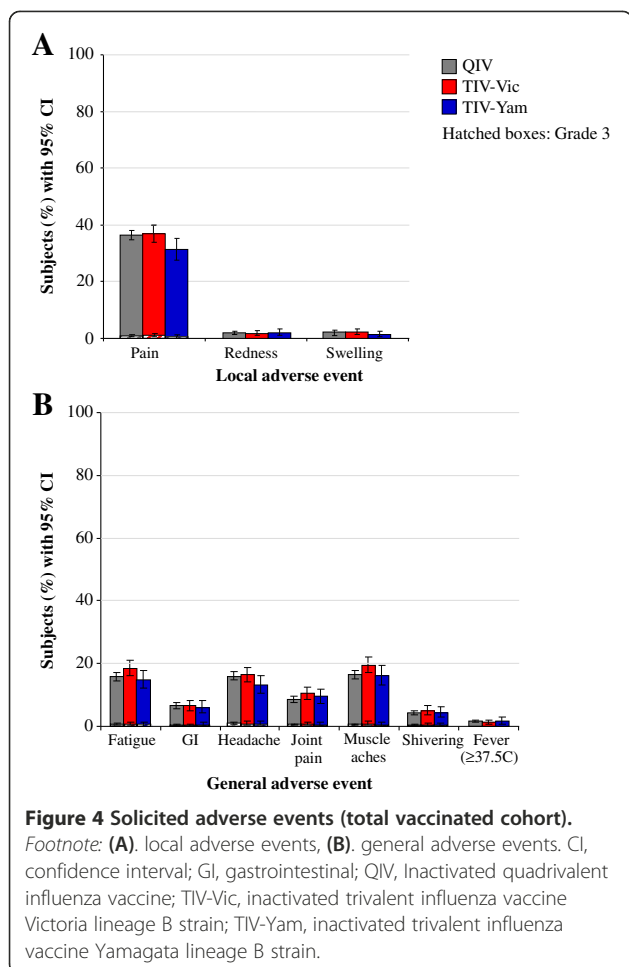 A
Subjects (%) with 95% CI
100
80
60
40
20
0
Pain
Redness
Swelling
Local adverse event
QIV
TIV-Vic
TIV-Yam
Hatched boxes: Grade 3
B
Subjects (%) with 95% CI
100
80
60
40
20
0
Fatigue
GI
Headache
Joint
pain
Muscle
aches
Shivering
Fever
(≥37.5C)
General adverse event
Figure 4 Solicited adverse events (total vaccinated cohort).
Footnote: (A). local adverse events, (B). general adverse events. CI,
confidence interval; GI, gastrointestinal; QIV, Inactivated quadrivalent
influenza vaccine; TIV-Vic, inactivated trivalent influenza vaccine
Victoria lineage B strain; TIV-Yam, inactivated trivalent influenza
vaccine Yamagata lineage B strain.